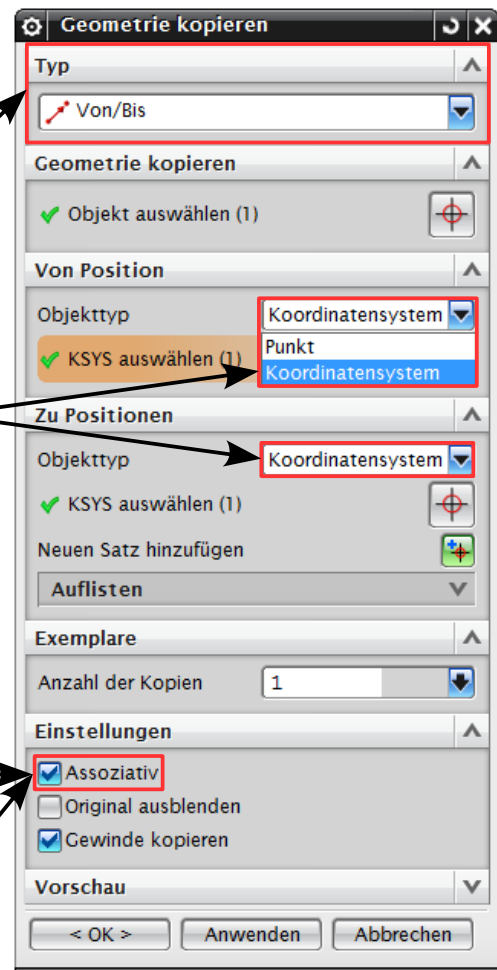 Geometrie kopieren
Typ
Von/Bis
Geometrie kopieren
Objekt auswählen (1)
Von Position
Objekttyp Koordinatensystem
Punkt
KSYS auswählen (1)
Koordinatensystem
Zu Positionen
Objekttyp Koordinatensystem
KSYS auswählen (1)
Neuen Satz hinzufügen
Auflisten
Exemplare
Anzahl der Kopien 1
Einstellungen
Assoziativ
Original ausblenden
Gewinde kopieren
Vorschau
< OK > Anwenden Abbrechen